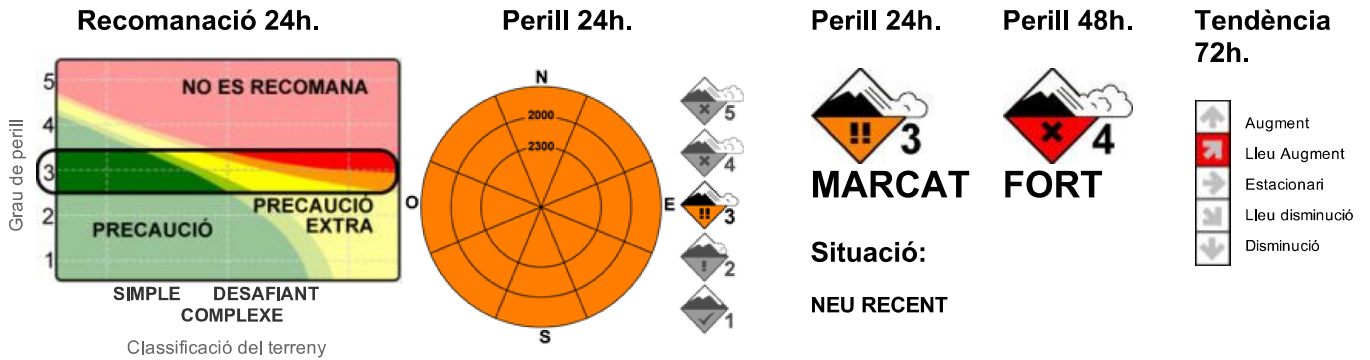 Recomanació 24h.
Grau de perill
5
4
3
2
1
NO ES RECOMANA
PRECAUCIÓ
EXTRA
PRECAUCIÓ
SIMPLE DESAFIANT
COMPLEXE
Classificació del terreny
Perill 24h.
N
2000
2300
O
E
S
5
4
3
2
1
Perill 24h.
3
MARCAT
Situació:
NEU RECENT
Perill 48h.
4
FORT
Tendència
72h.
Augment
Lleu Augment
Estacionari
Lleu disminució
Disminució